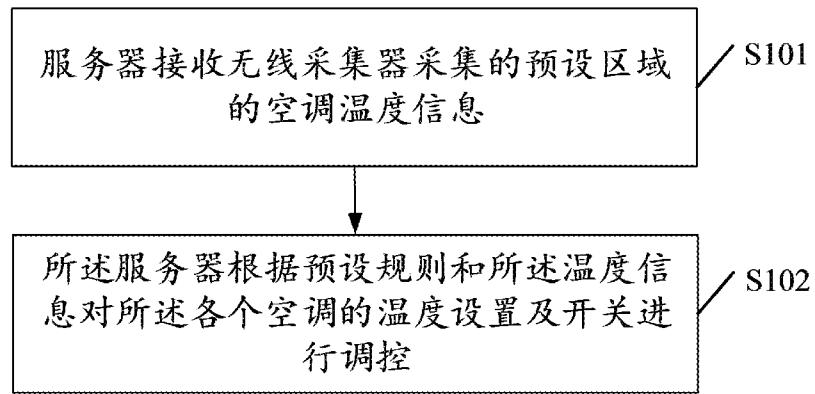 服务器接收无线采集器采集的预设区域
的空调温度信息
S101
所述服务器根据预设规则和所述温度信
息对所述各个空调的温度设置及开关进
行调控
S102